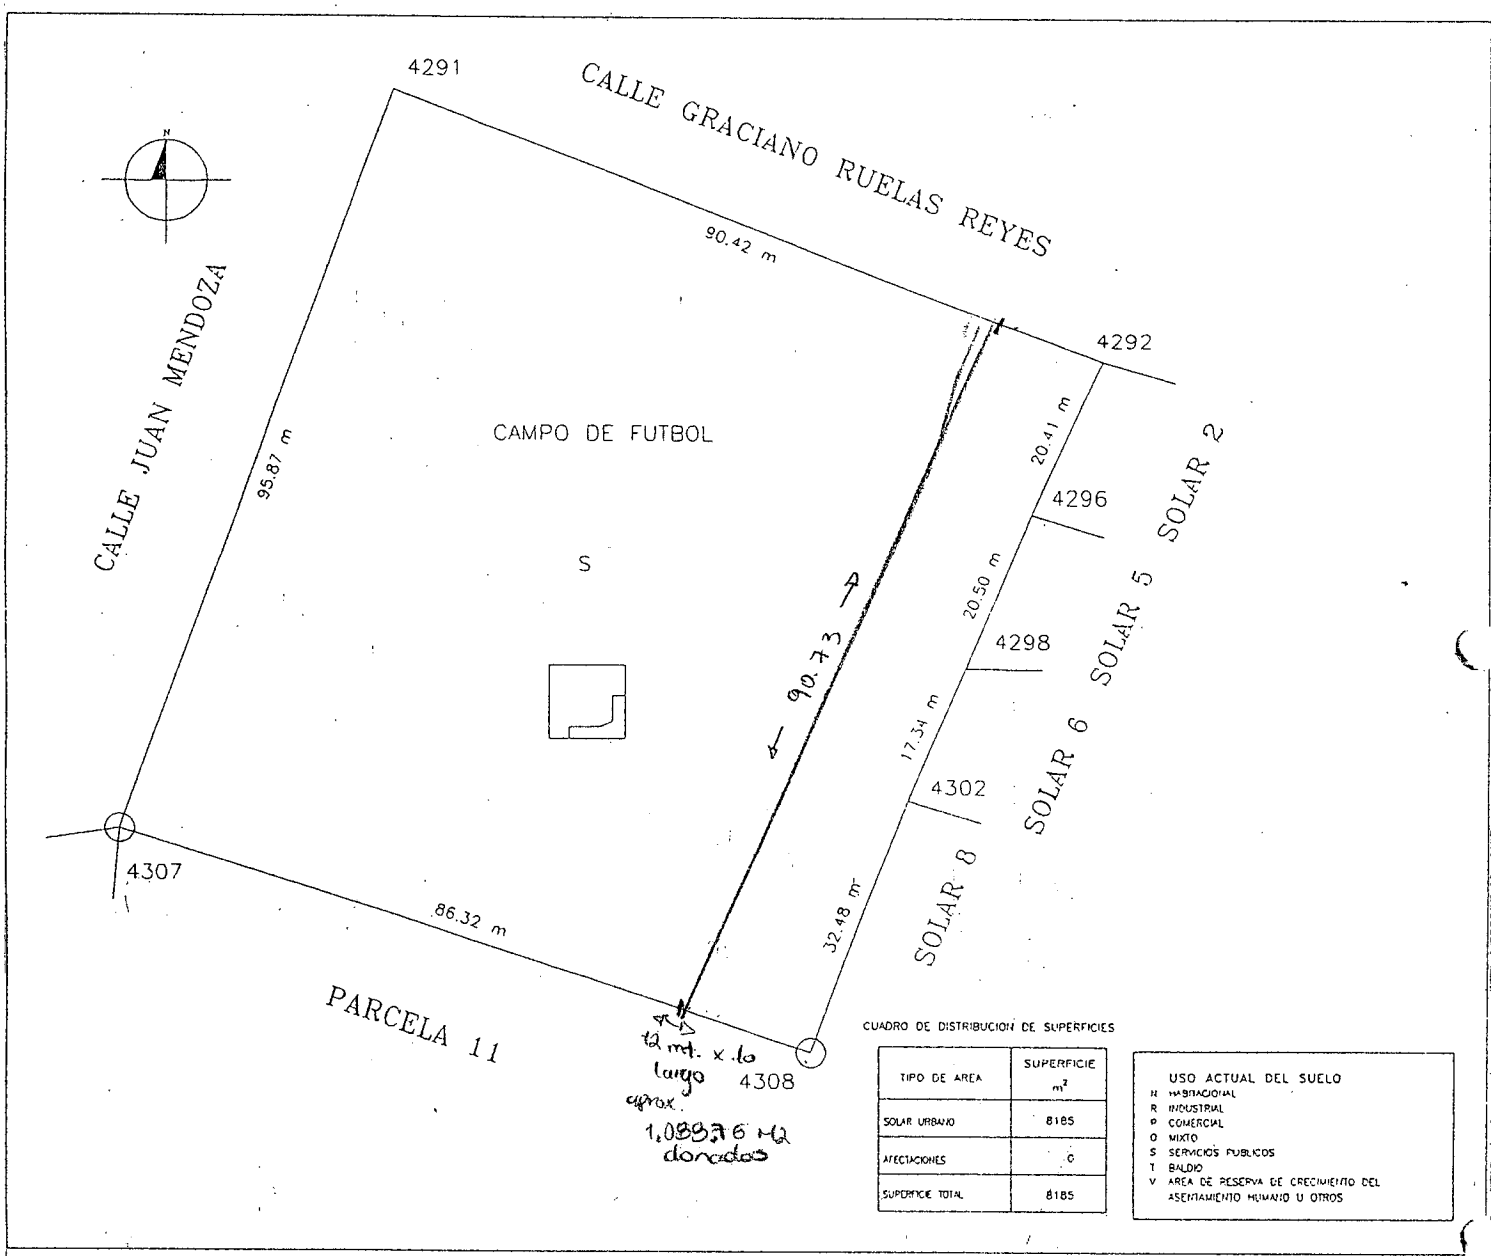 4291
CALLE GRACIANO RUELAS REYES
N
90.42 m
CALLE JUAN MENDOZA
4292
95.87 m
CAMPO DE FUTBOL
20.41 m
SOLAR 2
4296
S
20.50 m
SOLAR 5
90.73
4298
17.34 m
SOLAR 6
4302
4307
86.32 m
32.48 m
SOLAR 8
PARCELA 11
12 mt. x lo
largo
aprox.
4308
M2
donados
CUADRO DE DISTRIBUCION DE SUPERFICIES
TIPO DE AREA
SUPERFICIE
m²
SOLAR URBANO
8185
AFECTACIONES
0
SUPERFICIE TOTAL
8185
USO ACTUAL DEL SUELO
H HABITACIONAL
R INDUSTRIAL
P COMERCIAL
O MIXTO
S SERVICIOS PUBLICOS
T BALDIO
V AREA DE RESERVA DE CRECIMIENTO DEL
ASENTAMIENTO HUMANO U OTROS